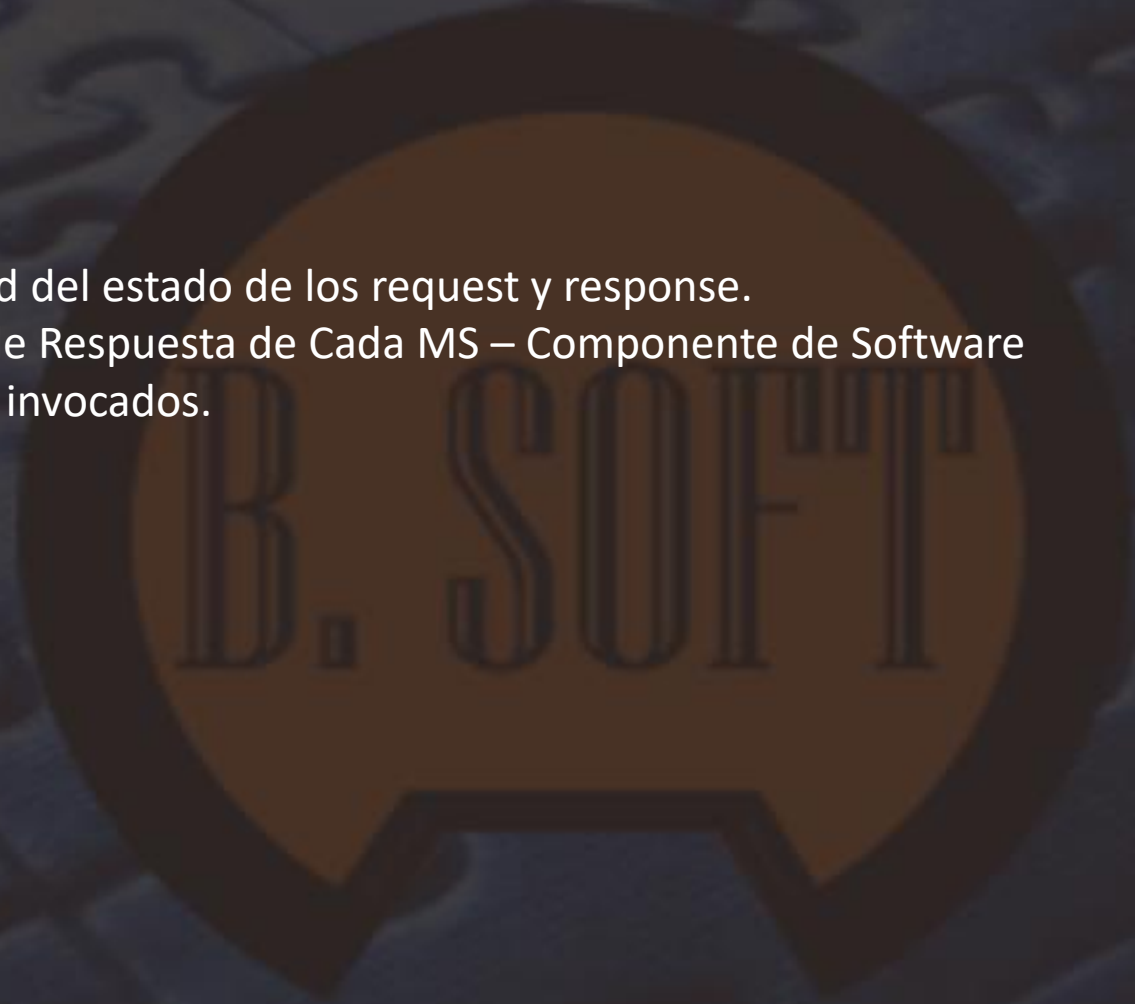 d del estado de los request y response.
e Respuesta de Cada MS – Componente de Software
invocados.
B. SOFT